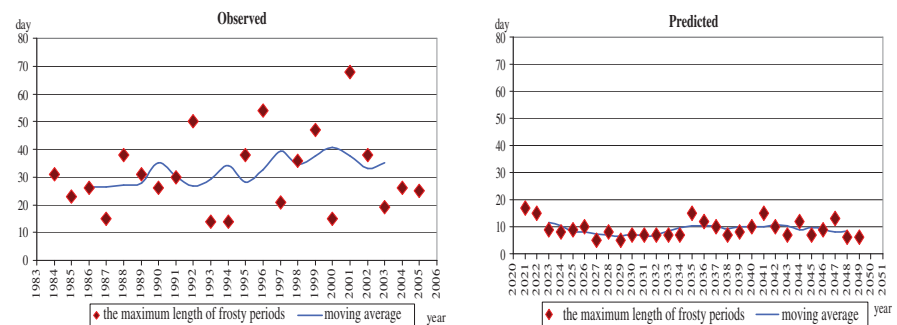 Observed
day
80
70
60
50
40
30
20
10
0
1983 1984 1985 1986 1987 1988 1989 1990 1991 1992 1993 1994 1995 1996 1997 1998 1999 2000 2001 2002 2003 2004 2005 2006
the maximum length of frosty periods moving average year
Predicted
day
80
70
60
50
40
30
20
10
0
2020 2021 2022 2023 2024 2025 2026 2027 2028 2029 2030 2031 2032 2033 2034 2035 2036 2037 2038 2039 2040 2041 2042 2043 2044 2045 2046 2047 2048 2049 2050 2051
the maximum length of frosty periods moving average year